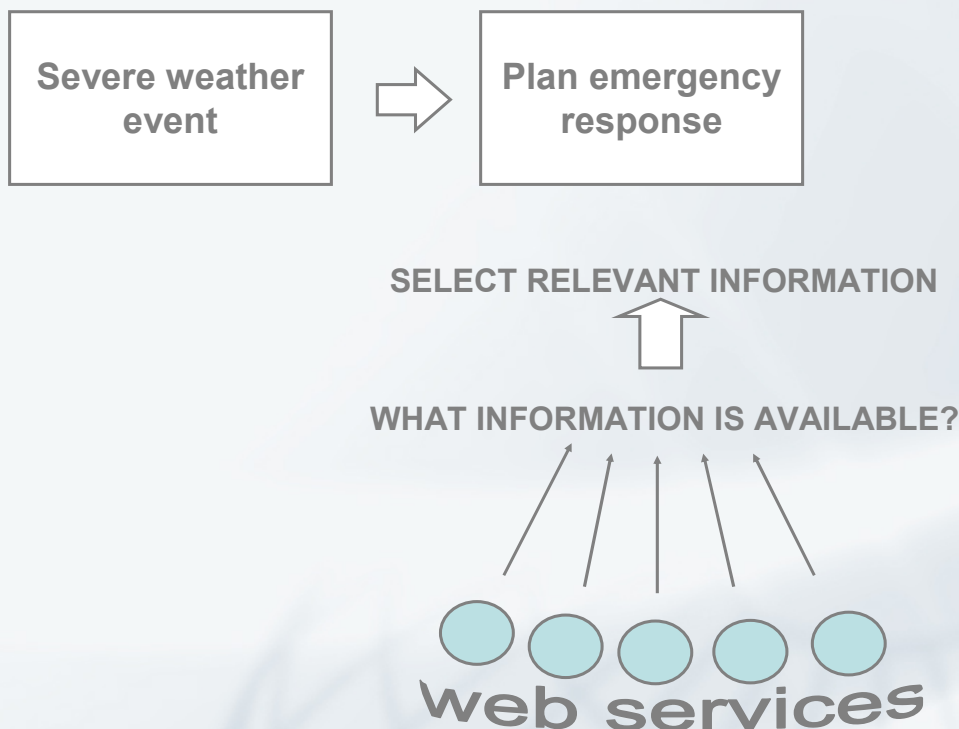 Severe weather
event
Plan emergency
response
SELECT RELEVANT INFORMATION
WHAT INFORMATION IS AVAILABLE?
web services